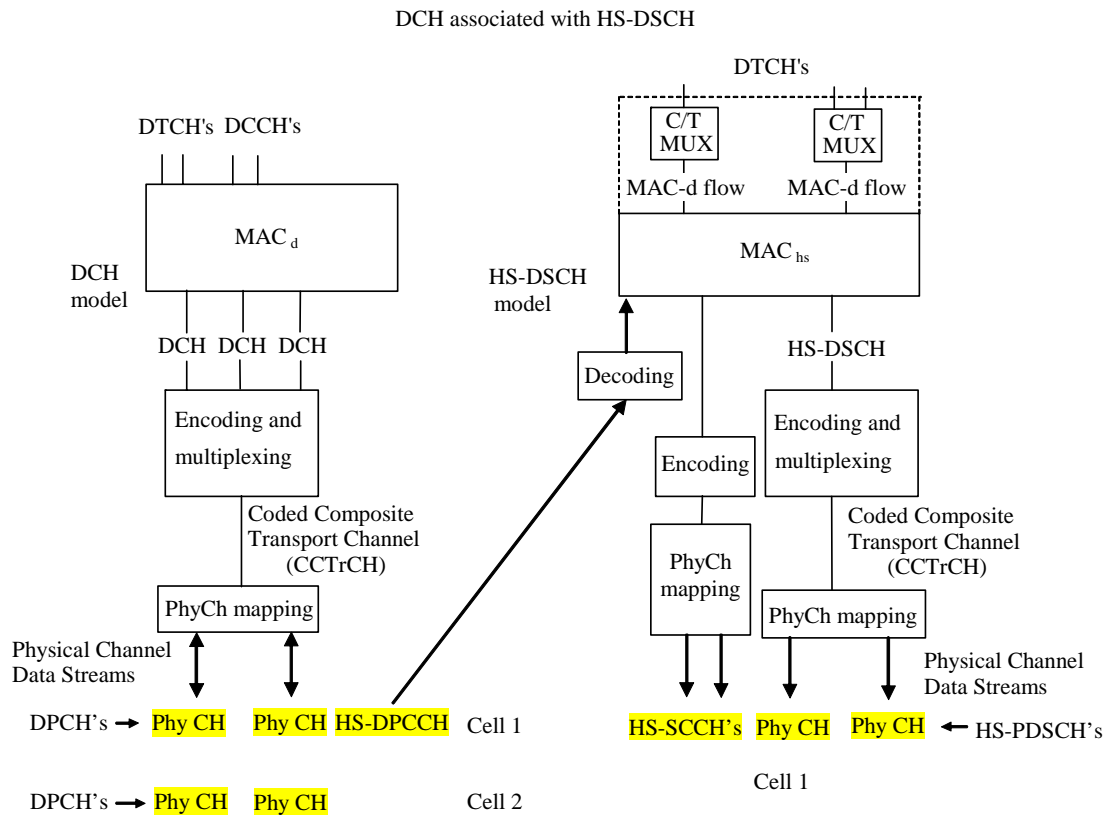 DCH associated with HS-DSCH
DTCH's DCCH's
MAC d
DCH
model
DCH DCH DCH
Encoding and
multiplexing
Coded Composite
Transport Channel
(CCTrCH)
PhyCh mapping
Physical Channel
Data Streams
DPCH's Phy CH Phy CH HS-DPCCH Cell 1
DPCH's Phy CH Phy CH Cell 2
DTCH's
C/T
MUX
C/T
MUX
MAC-d flow MAC-d flow
MAC hs
HS-DSCH
model
Decoding
HS-DSCH
Encoding
Encoding and
multiplexing
PhyCh
mapping
Coded Composite
Transport Channel
(CCTrCH)
PhyCh mapping
Physical Channel
Data Streams
HS-SCCH's Phy CH Phy CH HS-PDSCH's
Cell 1